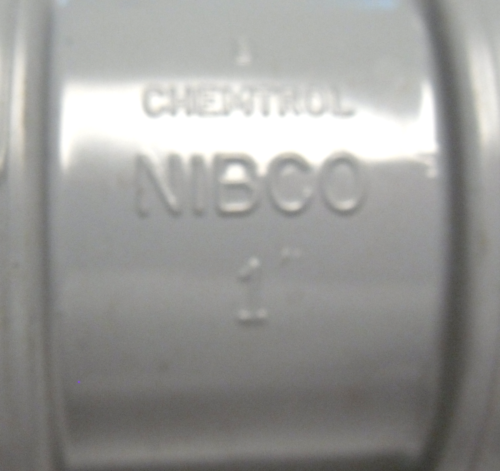 CHEMTROL
NIBCO
1"